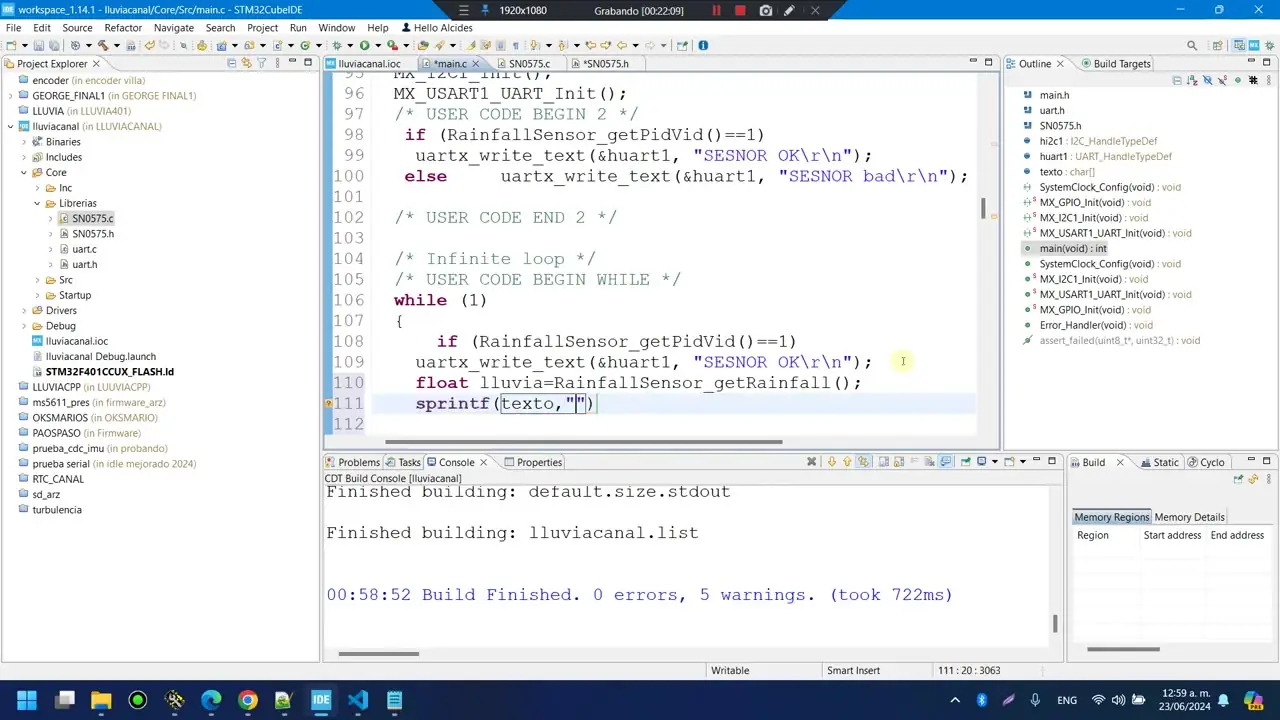 workspace_1.14.1 - lluviacanal/Core/Src/main.c - STM32CubeIDE
1920x1080
Grabando [00:22:09]
File Edit Source Refactor Navigate Search Project Run Window Help Hello Alcides
Project Explorer
encoder (in encoder villa)
GEORGE_FINAL1 (in GEORGE FINAL1)
LLUVIA (in LLUVIA401)
lluviacanal (in LLUVIACANAL)
Binaries
Includes
Core
Inc
Librerias
SN0575.c
SN0575.h
uart.c
uart.h
Src
Startup
Drivers
Debug
lluviacanal.ioc
lluviacanal Debug.launch
STM32F401CCUX_FLASH.ld
LLUVIACPP (in LUUVIACPP)
ms5611_pres (in firmware_arz)
OKSMARIOS (in OKSMARIO)
PAOSPASO (in Firmware)
prueba_cdc_imu (in probando)
prueba serial (in idle mejorado 2024)
RTC_CANAL
sd_arz
turbulencia
lluviacanal.ioc *main.c SN0575.c *SN0575.h
95 MX_I2C1_Init();
96 MX_USART1_UART_Init();
97 /* USER CODE BEGIN 2 */
98 if (RainfallSensor_getPidVid()==1)
99 uartx_write_text(&huart1, "SESNOR OK\r\n");
100 else uartx_write_text(&huart1, "SESNOR bad\r\n");
101
102 /* USER CODE END 2 */
103
104 /* Infinite loop */
105 /* USER CODE BEGIN WHILE */
106 while (1)
107 {
108 if (RainfallSensor_getPidVid()==1)
109 uartx_write_text(&huart1, "SESNOR OK\r\n");
110 float lluvia=RainfallSensor_getRainfall();
111 sprintf(texto,"")
112
Outline Build Targets
main.h
uart.h
SN0575.h
hi2c1 : I2C_HandleTypeDef
huart1 : UART_HandleTypeDef
texto : char[]
SystemClock_Config(void) : void
MX_GPIO_Init(void) : void
MX_I2C1_Init(void) : void
MX_USART1_UART_Init(void) : void
main(void) : int
SystemClock_Config(void) : void
MX_I2C1_Init(void) : void
MX_USART1_UART_Init(void) : void
MX_GPIO_Init(void) : void
Error_Handler(void) : void
assert_failed(uint8_t*, uint32_t) : void
Problems Tasks Console Properties
CDT Build Console [lluviacanal]
Finished building: default.size.stdout
Finished building: lluviacanal.list
00:58:52 Build Finished. 0 errors, 5 warnings. (took 722ms)
Build Static Cyclo
Memory Regions Memory Details
Region Start address End address
Writable Smart Insert 111 : 20 : 3063
IDE
ENG
12:59 a. m.
23/06/2024